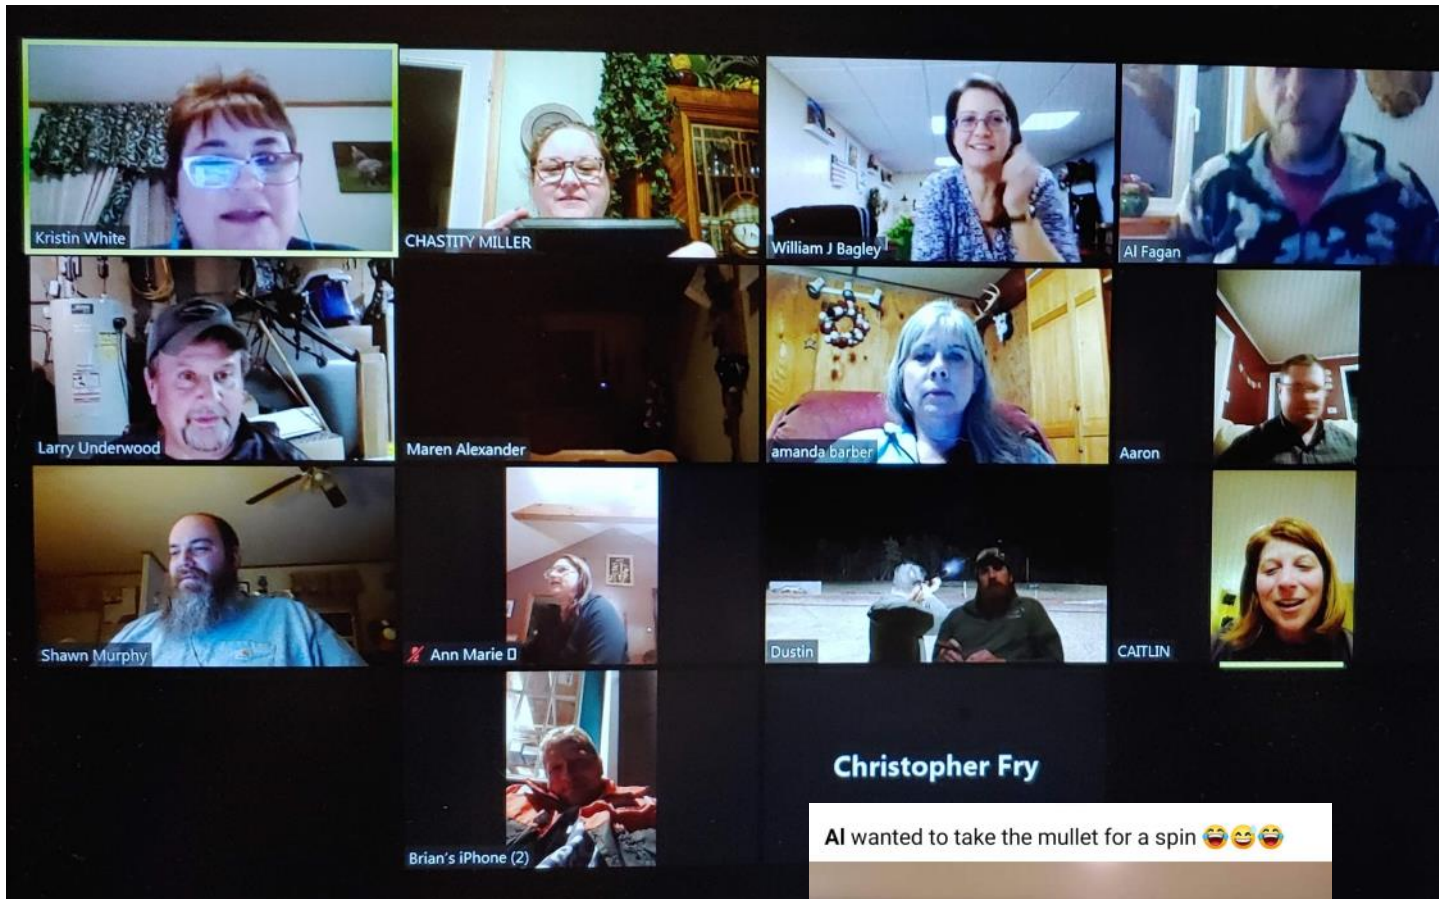 Kristin White
CHASTITY MILLER
William J Bagley
Al Fagan
Larry Underwood
Maren Alexander
amanda barber
Aaron
Shawn Murphy
Ann Marie
Dustin
CAITLIN
Brian's iPhone (2)
Christopher Fry
Al wanted to take the mullet for a spin 😂😅😂